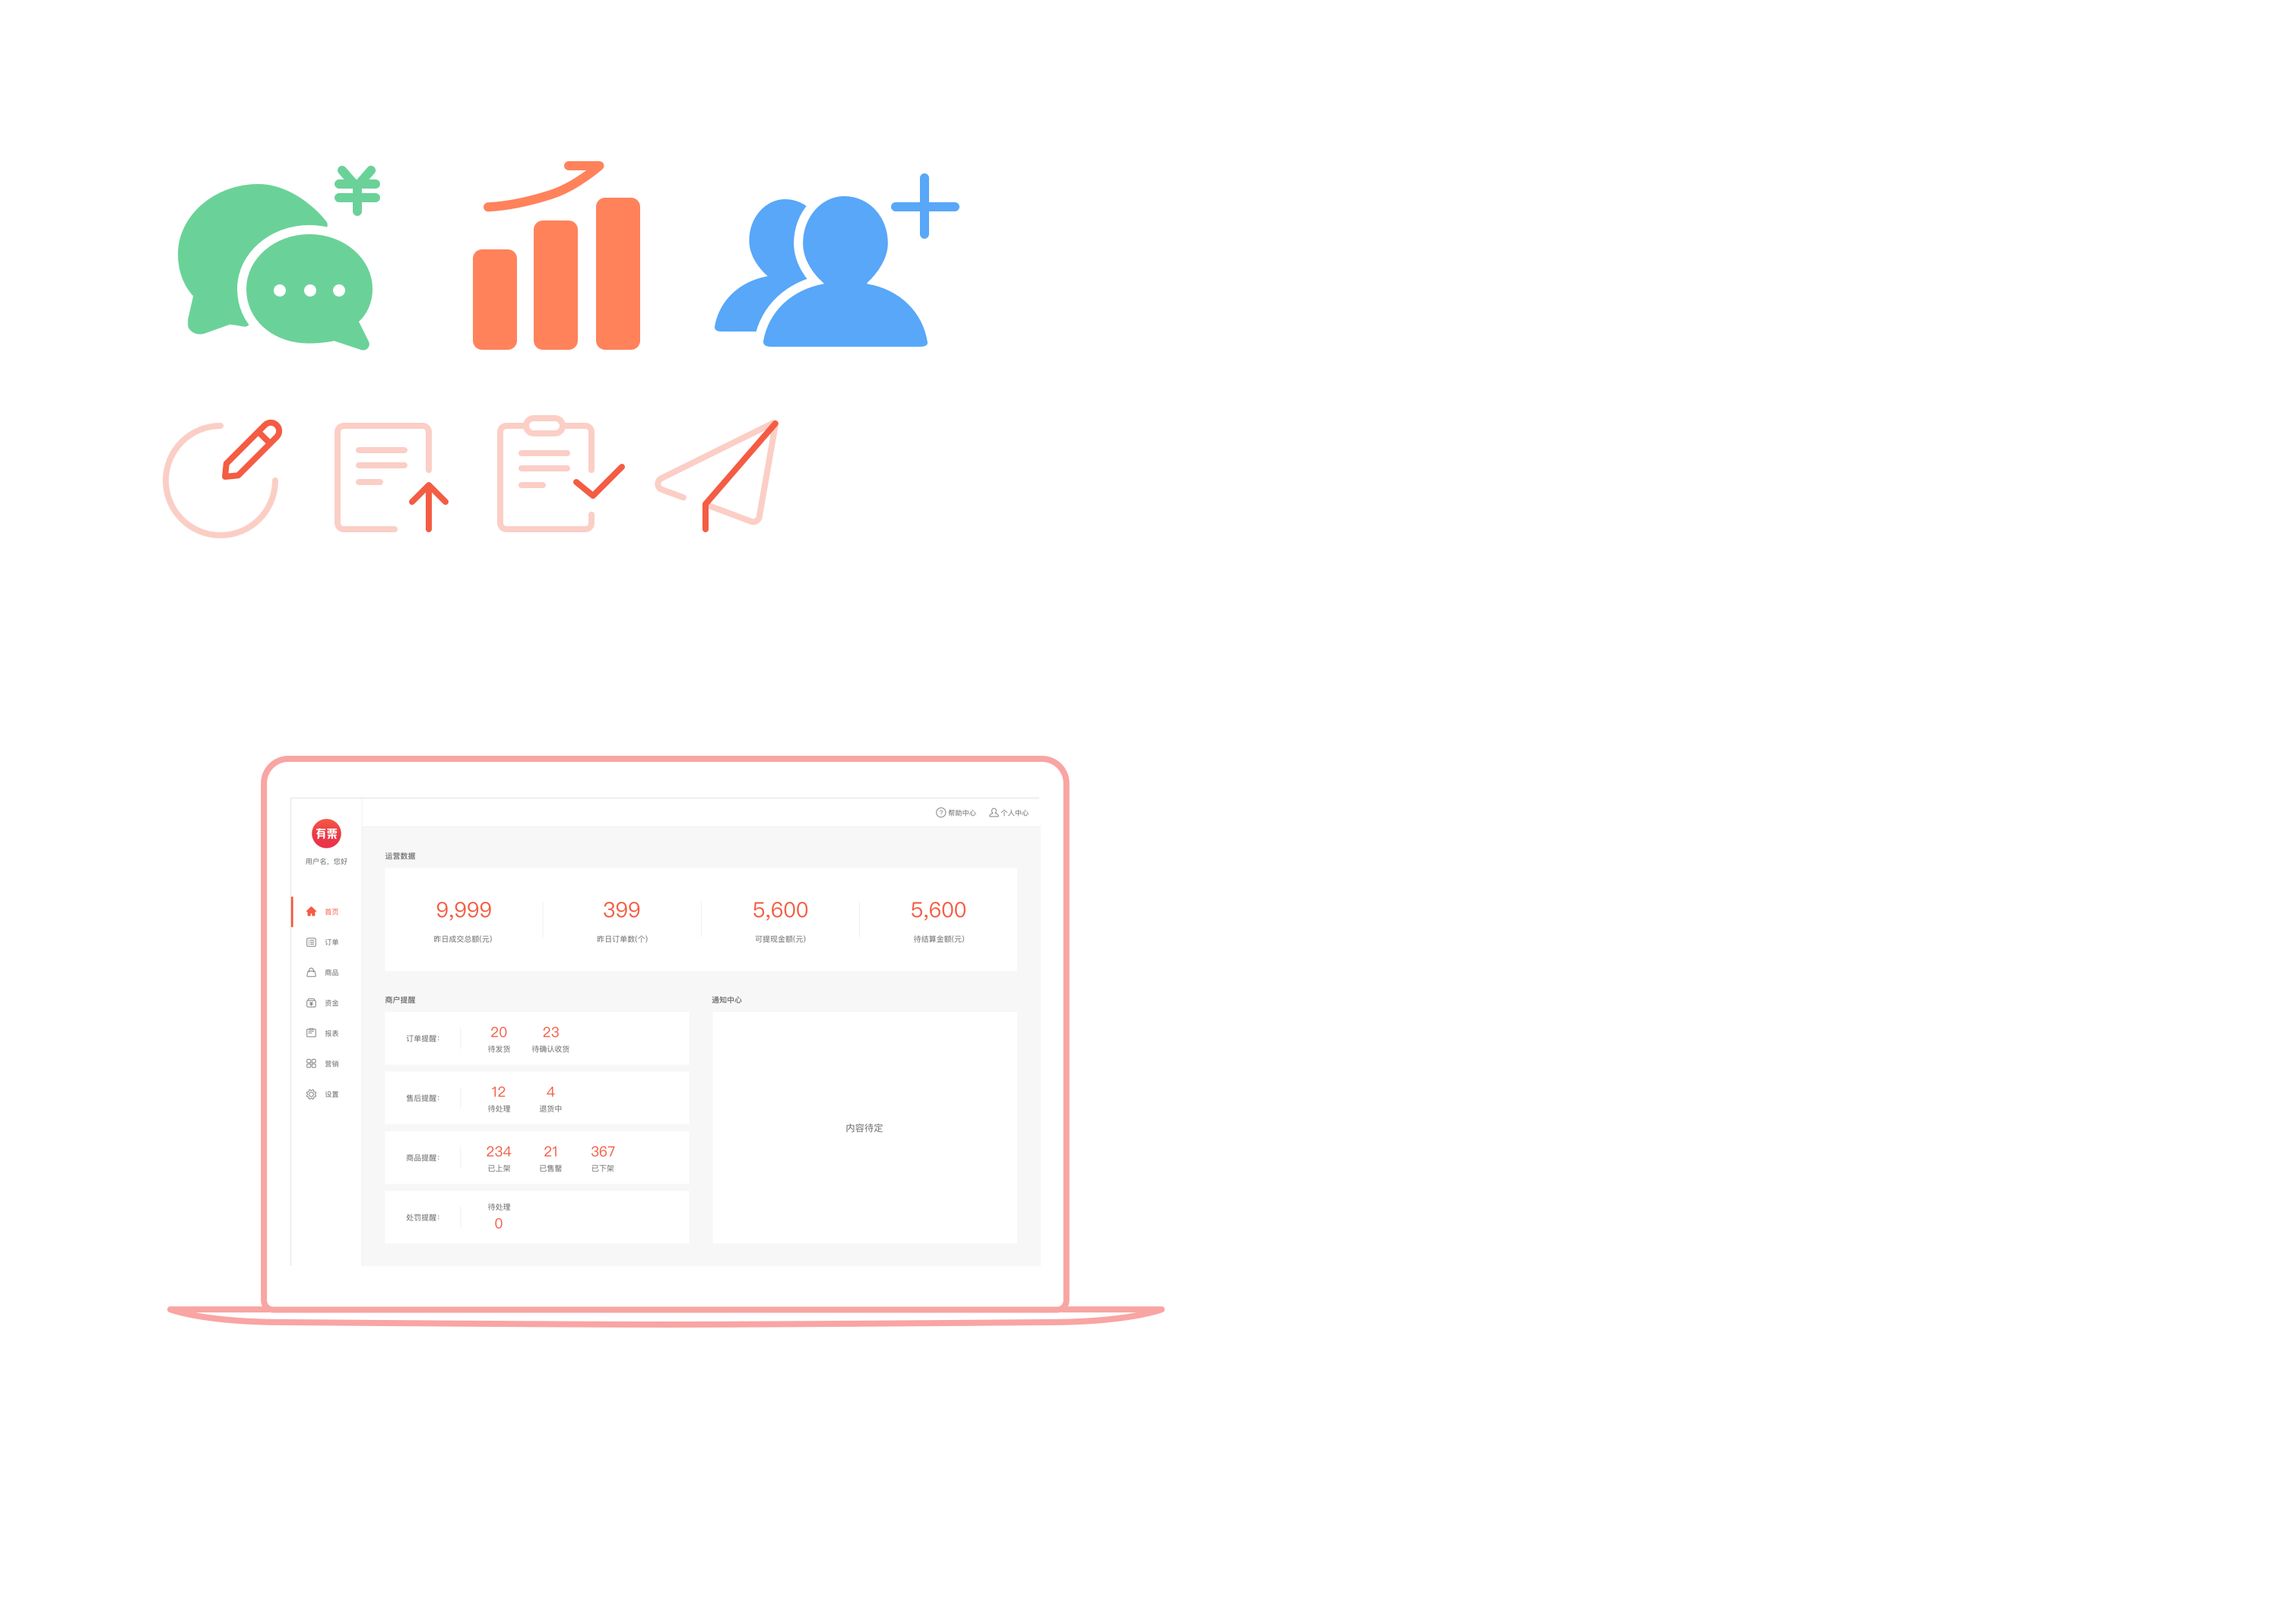 ¥
帮助中心
个人中心
有票
用户名，您好
首页
订单
商品
资金
报表
营销
设置
运营数据
9,999
399
5,600
5,600
昨日成交总额(元)
昨日订单数(个)
可提现金额(元)
待结算金额(元)
商户提醒
订单提醒：
20
23
待发货
待确认收货
售后提醒：
12
4
待处理
退货中
商品提醒：
234
21
367
已上架
已售罄
已下架
处罚提醒：
待处理
0
通知中心
内容待定